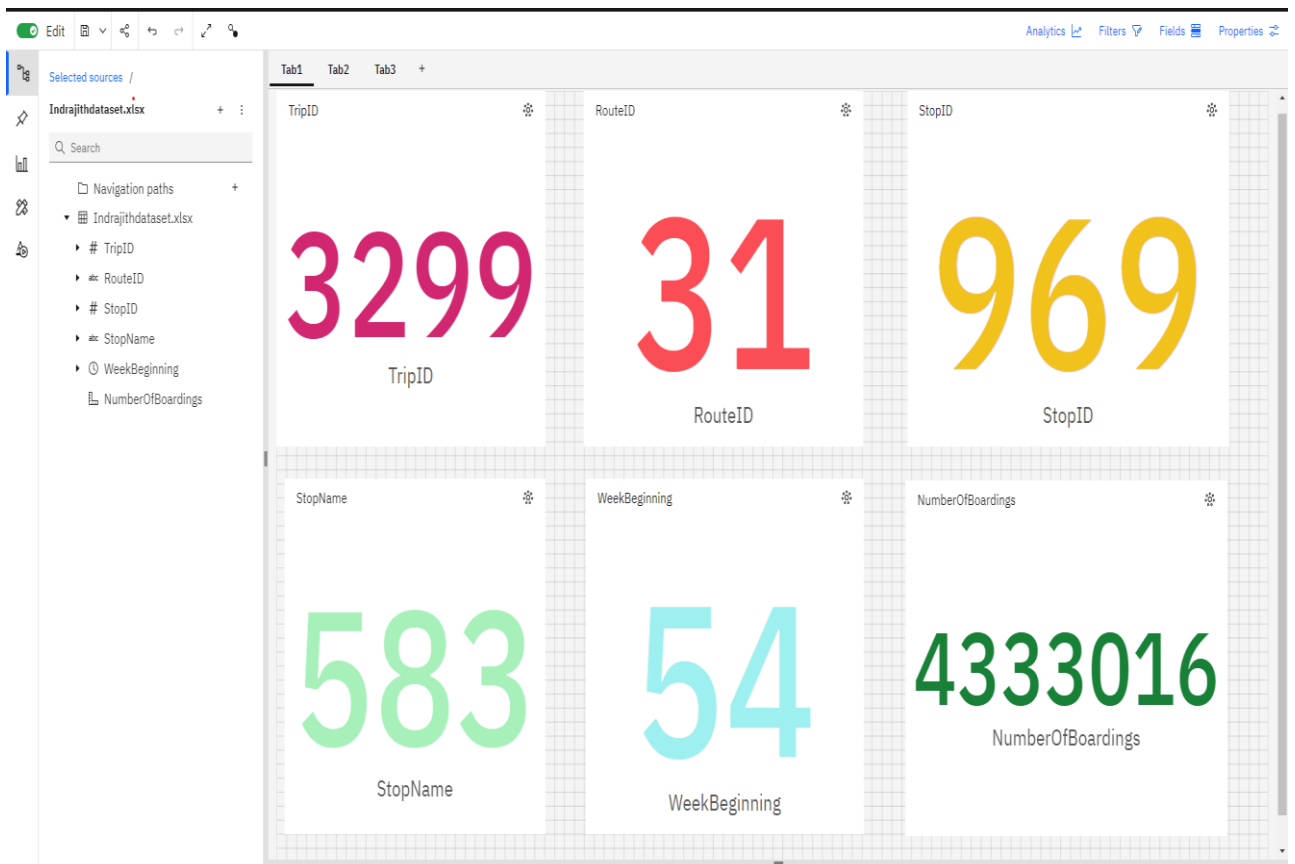 Edit
Analytics Filters Fields Properties
Selected sources /
Indrajithdataset.xlsx + ⋮
Search
Navigation paths +
Indrajithdataset.xlsx
# TripID
abc RouteID
# StopID
abc StopName
WeekBeginning
NumberOfBoardings
Tab1 Tab2 Tab3 +
TripID
3299
TripID
RouteID
31
RouteID
StopID
969
StopID
StopName
583
StopName
WeekBeginning
54
WeekBeginning
NumberOfBoardings
4333016
NumberOfBoardings